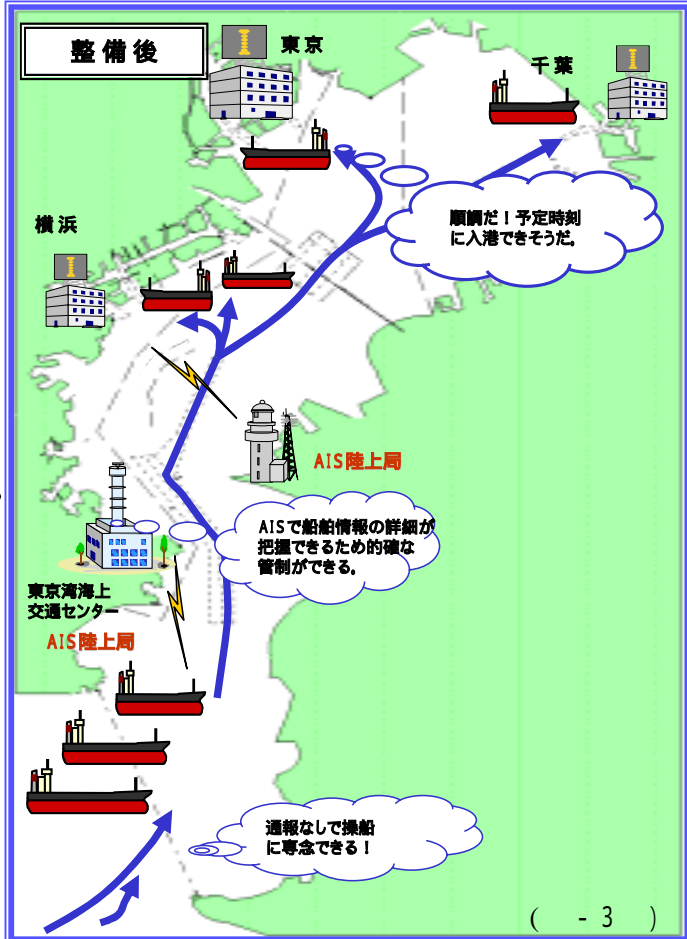 整備後
東京
千葉
順調だ！予定時刻
に入港できそうだ。
横浜
AIS陸上局
AISで船舶情報の詳細が
把握できるため的確な
管制ができる。
東京湾海上
交通センター
AIS陸上局
通報なしで操船
に専念できる！
( - 3 )